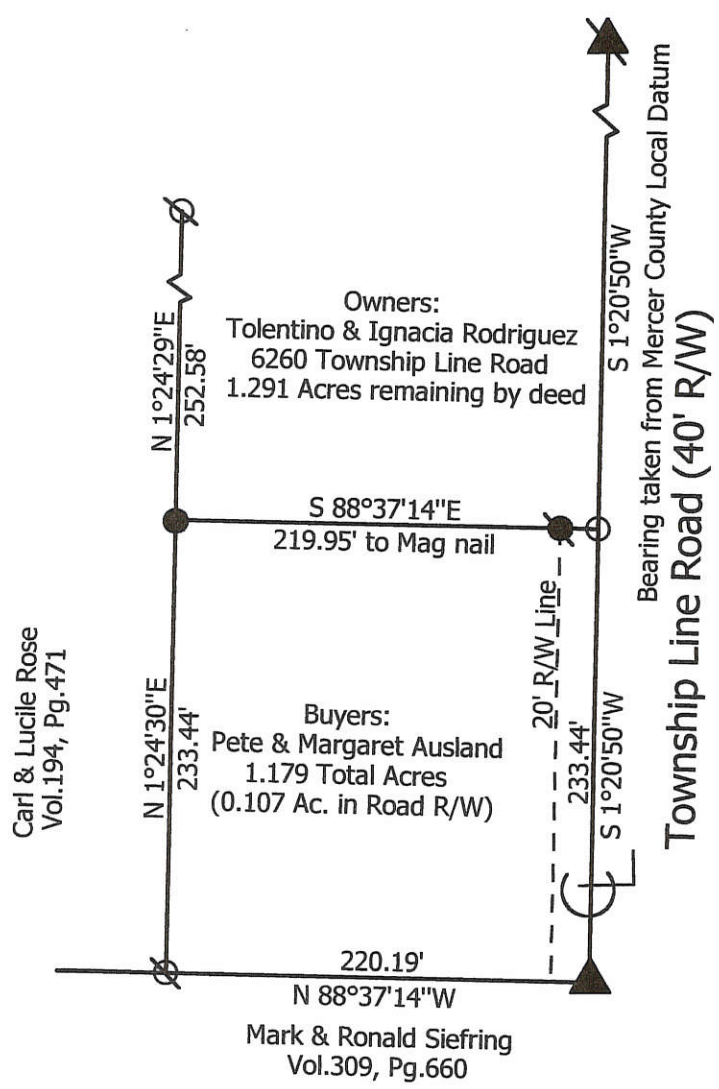 Carl & Lucile Rose
Vol.194, Pg.471
N 1°24'29"E
252.58'
Owners:
Tolentino & Ignacia Rodriguez
6260 Township Line Road
1.291 Acres remaining by deed
S 1°20'50"W
Bearing taken from Mercer County Local Datum
Township Line Road (40' R/W)
S 88°37'14"E
219.95' to Mag nail
N 1°24'30"E
233.44'
Buyers:
Pete & Margaret Ausland
1.179 Total Acres
(0.107 Ac. in Road R/W)
20' R/W Line
233.44'
S 1°20'50"W
220.19'
N 88°37'14"W
Mark & Ronald Siefring
Vol.309, Pg.660